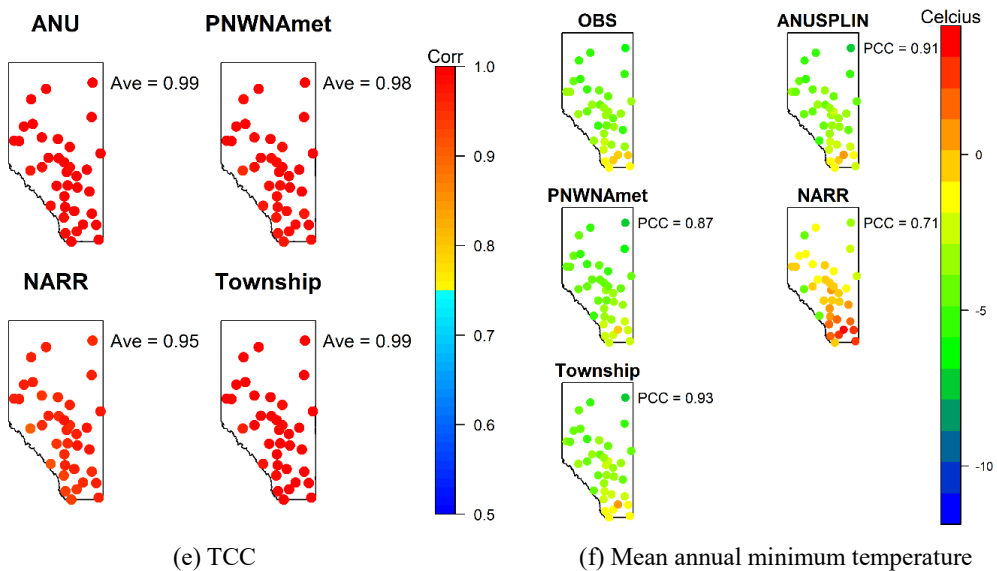 ANU
PNWNAmet
Corr
Ave = 0.99
Ave = 0.98
1.0
0.9
0.8
0.7
0.6
0.5
NARR
Township
Ave = 0.95
Ave = 0.99
(e) TCC
OBS
ANUSPLIN
Celcius
PCC = 0.91
0
-5
-10
PNWNAmet
NARR
PCC = 0.87
PCC = 0.71
Township
PCC = 0.93
(f) Mean annual minimum temperature